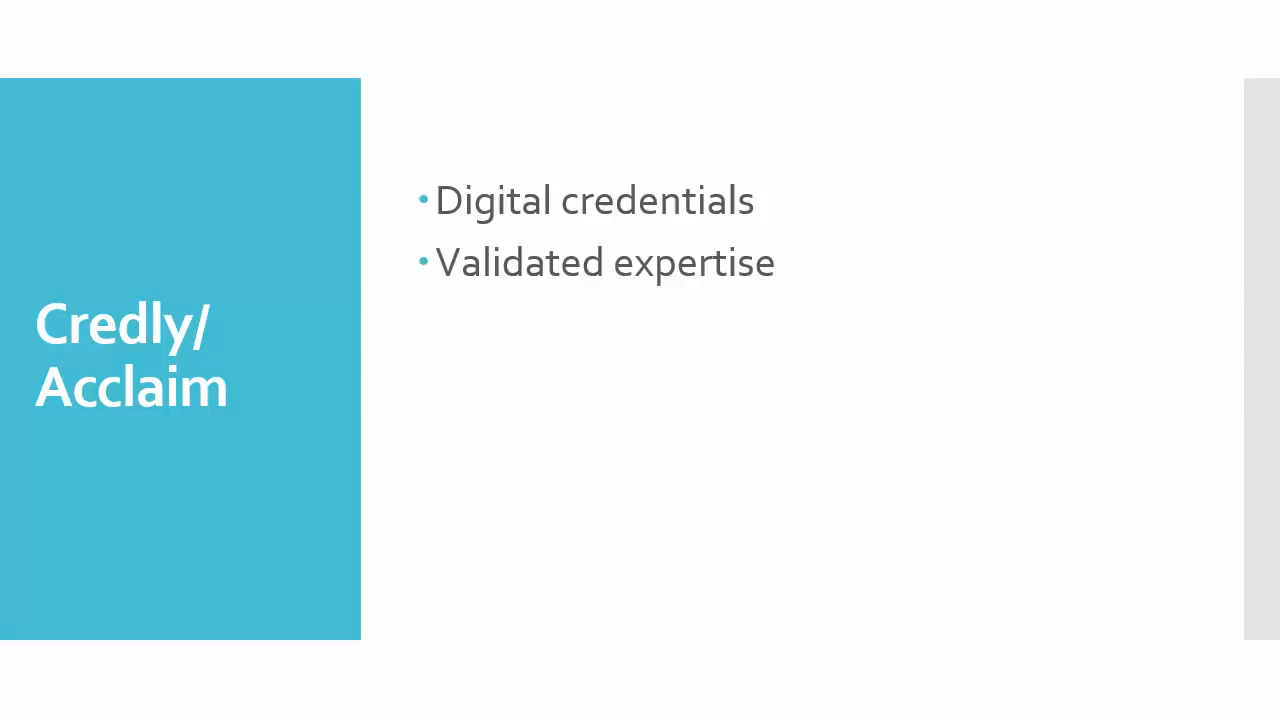 Credly/
Acclaim
• Digital credentials
• Validated expertise